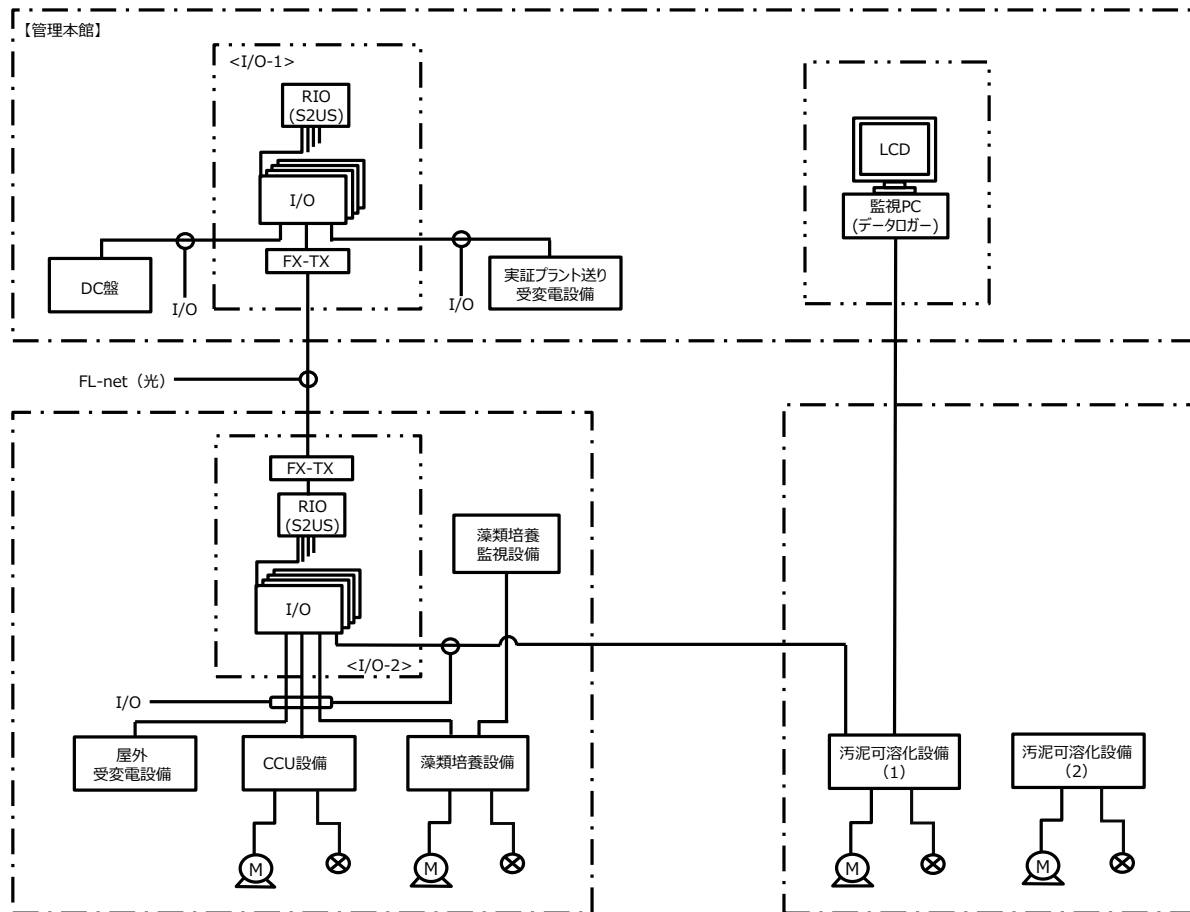 【管理本館】
<I/O-1>
RIO
(S2US)
I/O
FX-TX
DC盤
I/O
I/O
実証プラント送り
受変電設備
LCD
監視PC
(データロガー)
FL-net（光）
FX-TX
RIO
(S2US)
I/O
<I/O-2>
藻類培養
監視設備
I/O
屋外
受変電設備
CCU設備
藻類培養設備
汚泥可溶化設備
（1）
汚泥可溶化設備
（2）
M
M
M
M